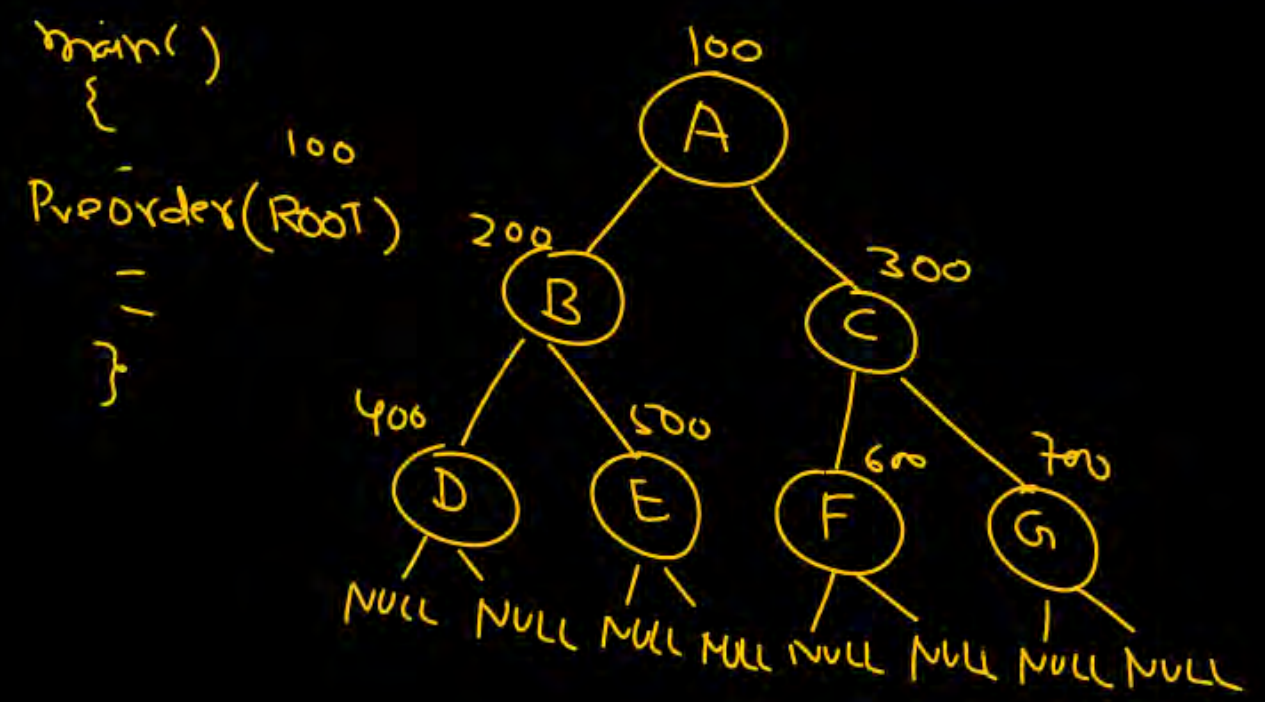 main()
{
-
100
Preorder(ROOT)
-
-
}
100
A
200
B
300
C
400
D
500
E
600
F
700
G
NULL NULL NULL NULL NULL NULL NULL NULL